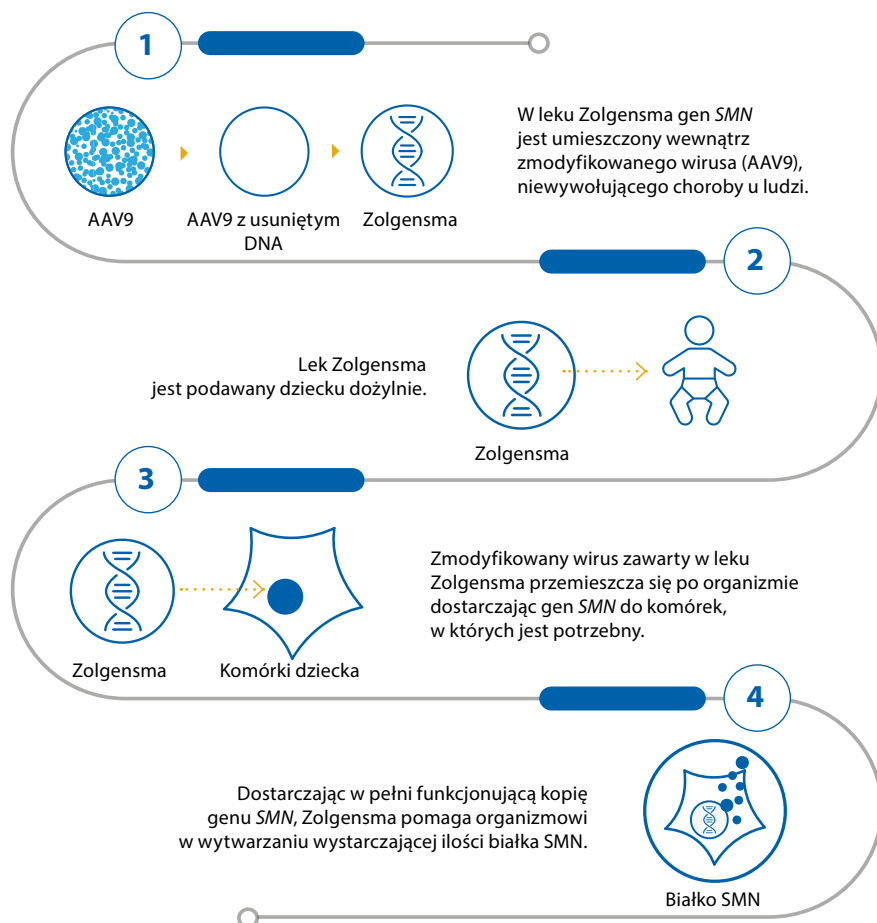 1
W leku Zolgensma gen SMN
jest umieszczony wewnątrz
zmodyfikowanego wirusa (AAV9),
niewywołującego choroby u ludzi.
AAV9
AAV9 z usuniętym
DNA
Zolgensma
2
Lek Zolgensma
jest podawany dziecku dożylnie.
Zolgensma
3
Zmodyfikowany wirus zawarty w leku
Zolgensma przemieszcza się po organizmie
dostarczając gen SMN do komórek,
w których jest potrzebny.
Zolgensma
Komórki dziecka
4
Dostarczając w pełni funkcjonującą kopię
genu SMN, Zolgensma pomaga organizmowi
w wytwarzaniu wystarczającej ilości białka SMN.
Białko SMN